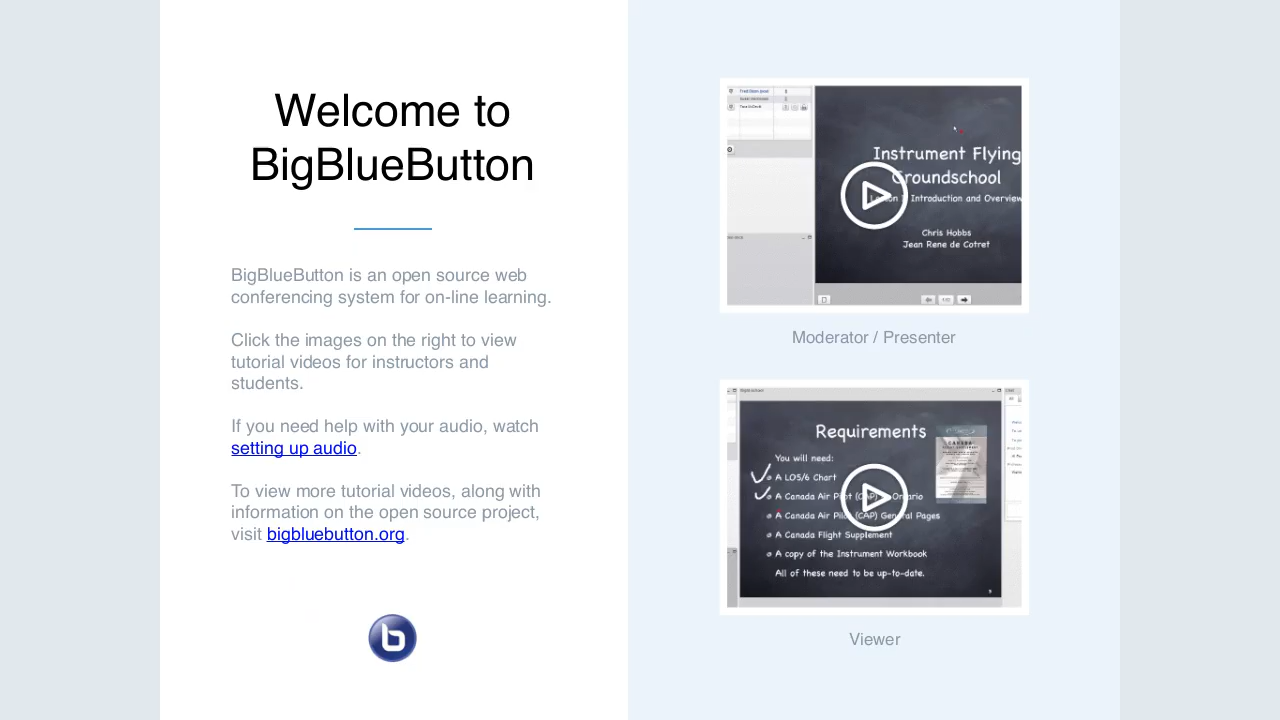 Welcome to
BigBlueButton
BigBlueButton is an open source web
conferencing system for on-line learning.
Click the images on the right to view
tutorial videos for instructors and
students.
If you need help with your audio, watch
setting up audio.
To view more tutorial videos, along with
information on the open source project,
visit bigbluebutton.org.
Instrument Flying
Groundschool
Introduction and Overview
Chris Hobbs
Jean Rene de Cotret
Moderator / Presenter
Requirements
You will need:
A LO5/6 Chart
A Canada Air Pilot (CAP) Ontario
A Canada Air Pilot (CAP) General Pages
A Canada Flight Supplement
A copy of the Instrument Workbook
All of these need to be up-to-date.
CANADA
Viewer